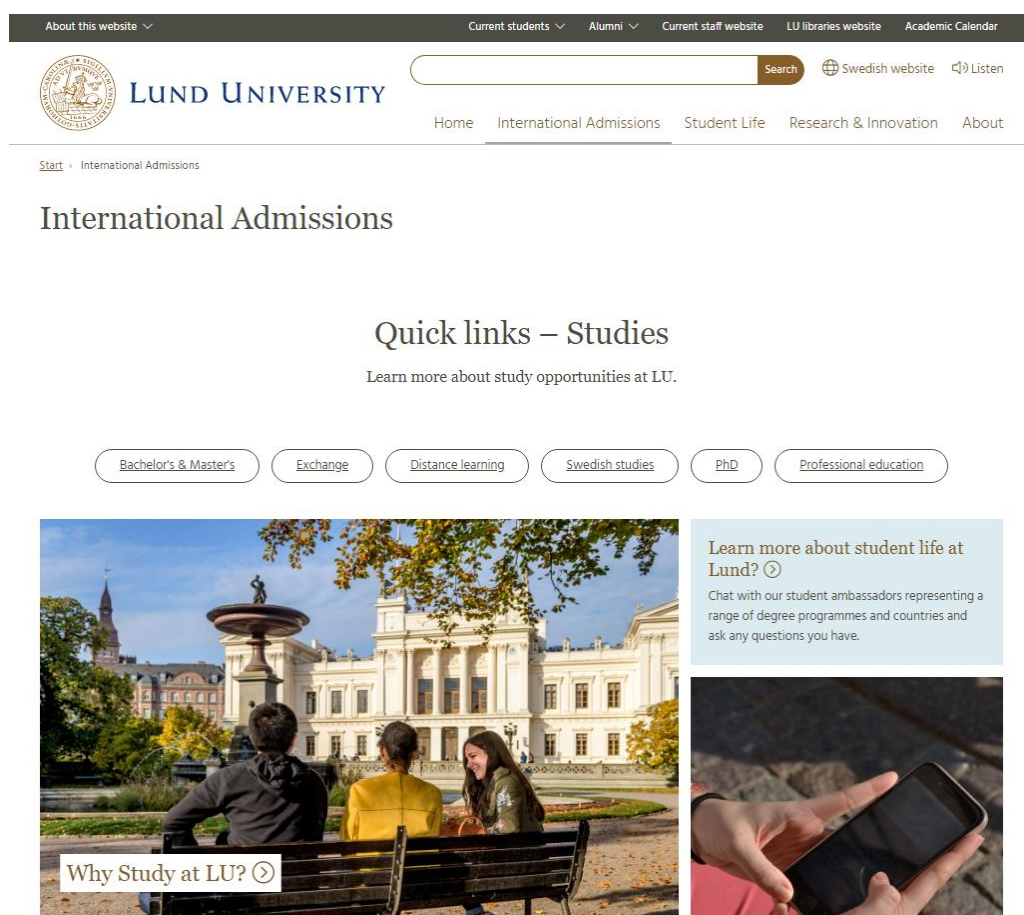 About this website
Current students
Alumni
Current staff website
LU libraries website
Academic Calendar
LUND UNIVERSITY
Search
Swedish website
Listen
Home
International Admissions
Student Life
Research & Innovation
About
Start › International Admissions
International Admissions
Quick links – Studies
Learn more about study opportunities at LU.
Bachelor's & Master's
Exchange
Distance learning
Swedish studies
PhD
Professional education
Why Study at LU?
Learn more about student life at
Lund?
Chat with our student ambassadors representing a
range of degree programmes and countries and
ask any questions you have.